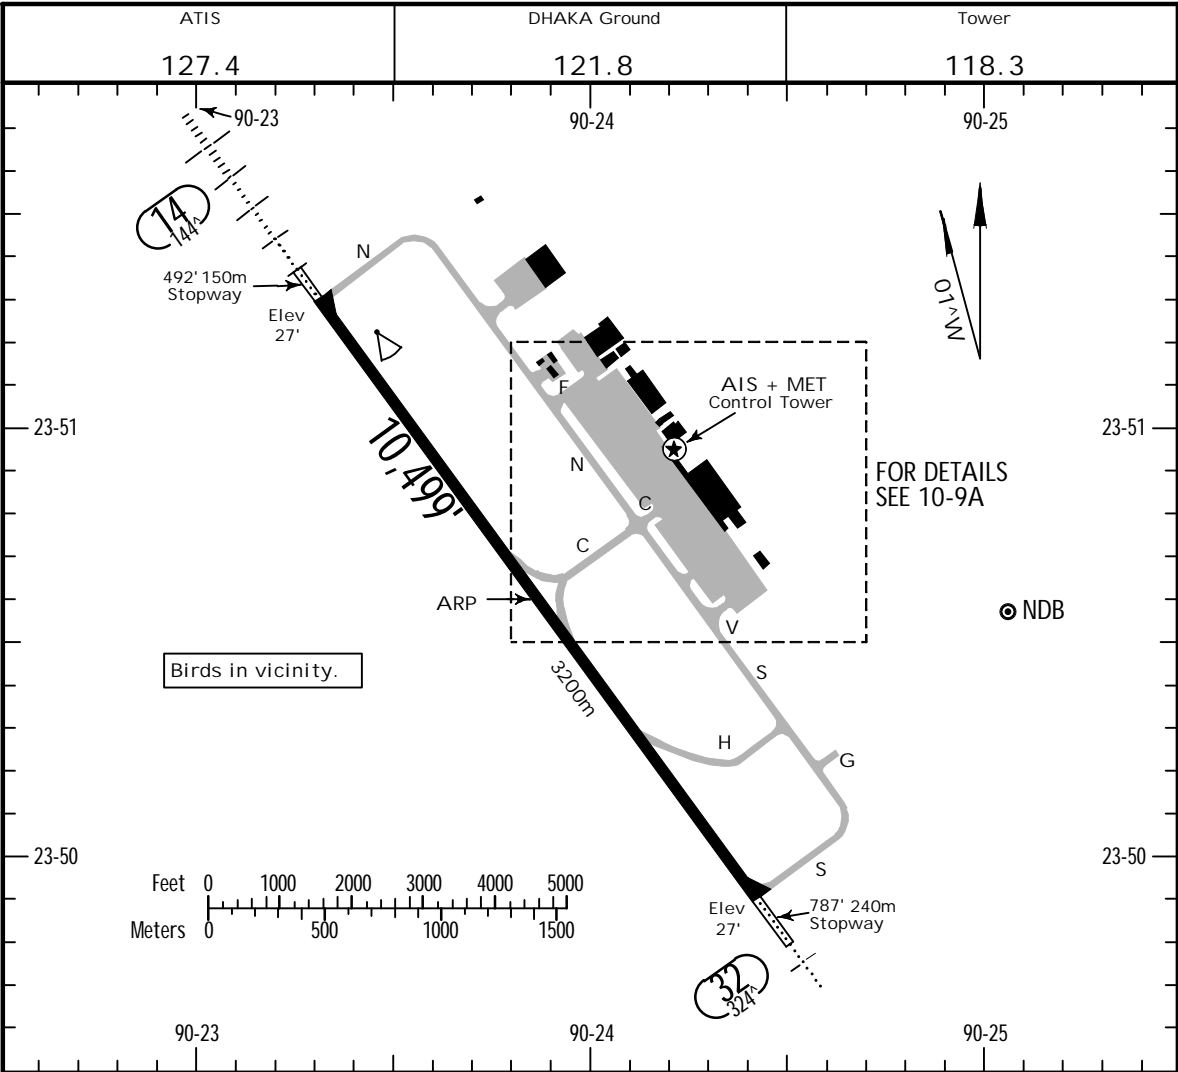 ATIS
DHAKA Ground
Tower
127.4
121.8
118.3
90-23
90-24
90-25
14
144^
N
492' 150m
Stopway
Elev
27'
01^W
F
AIS + MET
Control Tower
23-51
23-51
10,499'
N
FOR DETAILS
SEE 10-9A
C
C
ARP
NDB
V
Birds in vicinity.
3200m
S
H
G
23-50
23-50
S
Feet 0 1000 2000 3000 4000 5000
Meters 0 500 1000 1500
Elev
27'
787' 240m
Stopway
32
324^
90-23
90-24
90-25